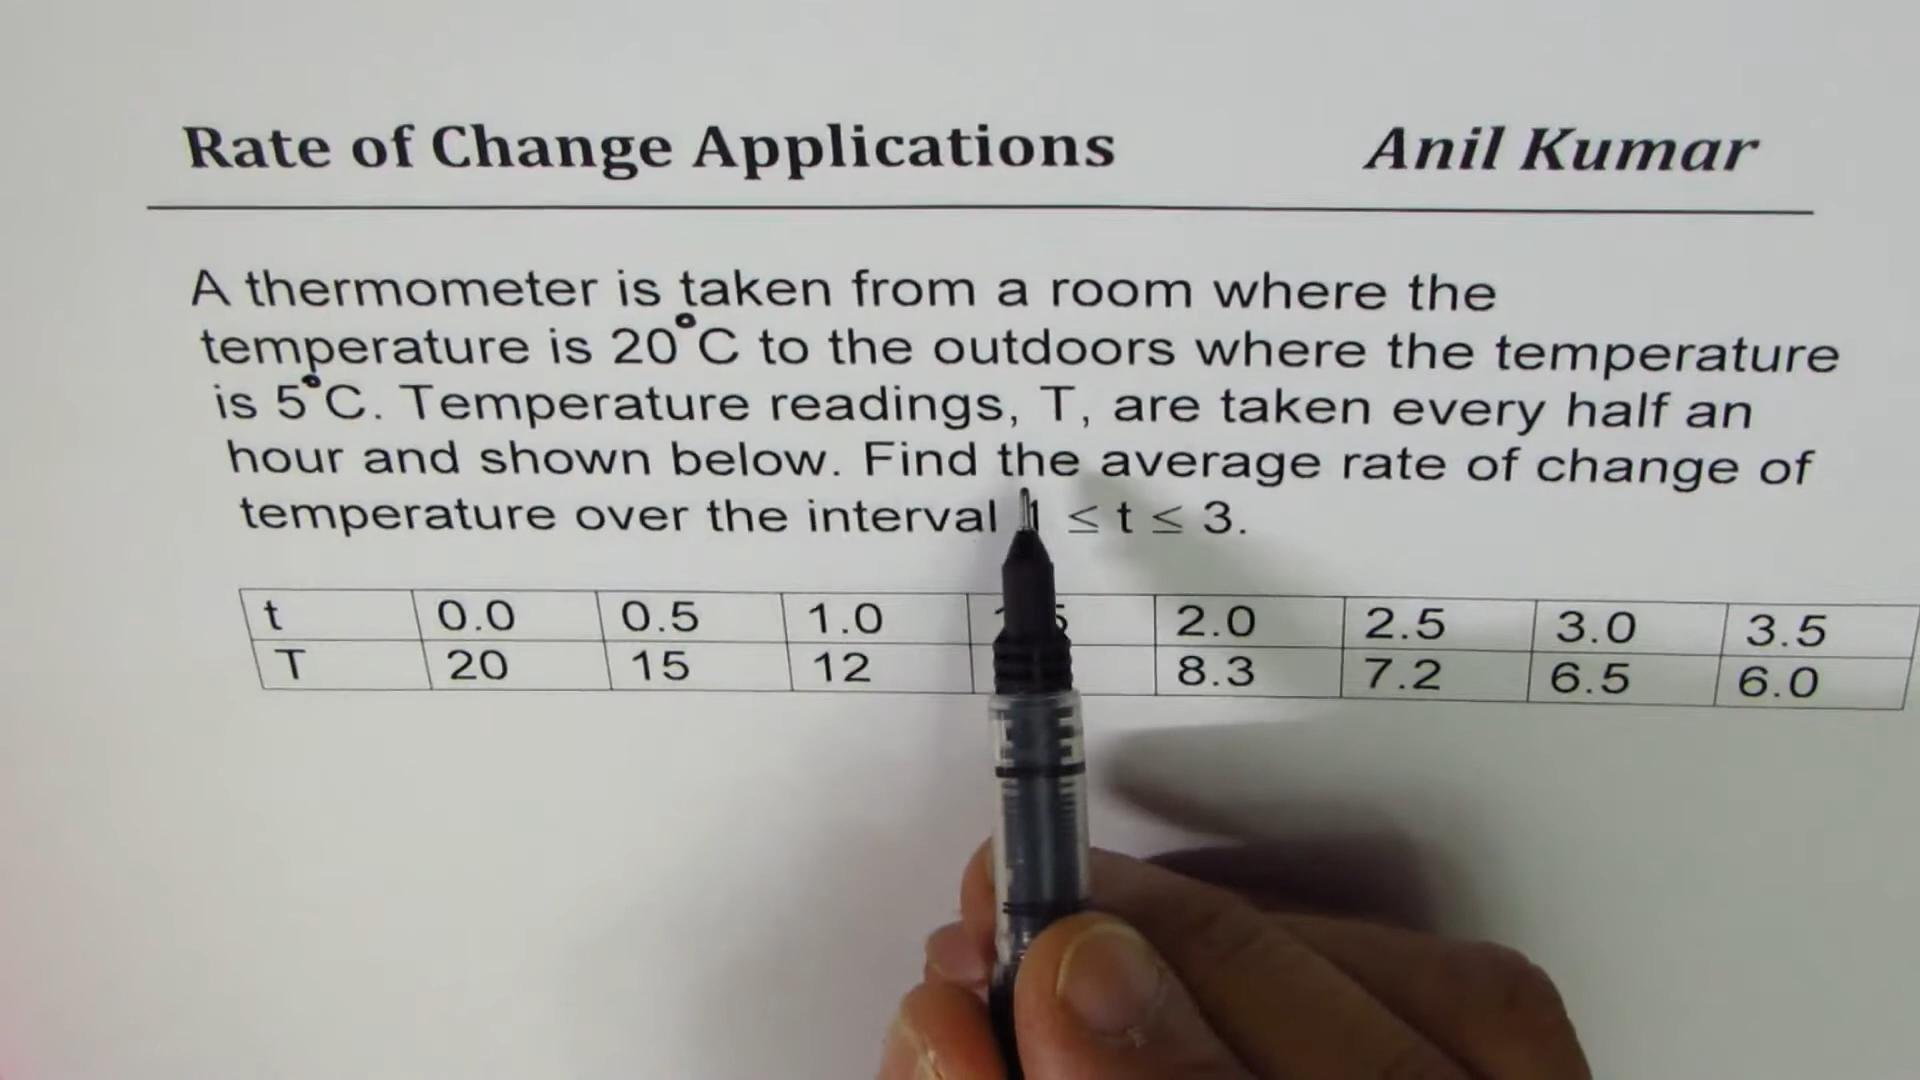 Rate of Change Applications Anil Kumar
A thermometer is taken from a room where the
temperature is 20°C to the outdoors where the temperature
is 5°C. Temperature readings, T, are taken every half an
hour and shown below. Find the average rate of change of
temperature over the interval 1 ≤ t ≤ 3.
t 0.0 0.5 1.0 2.0 2.5 3.0 3.5
T 20 15 12 8.3 7.2 6.5 6.0